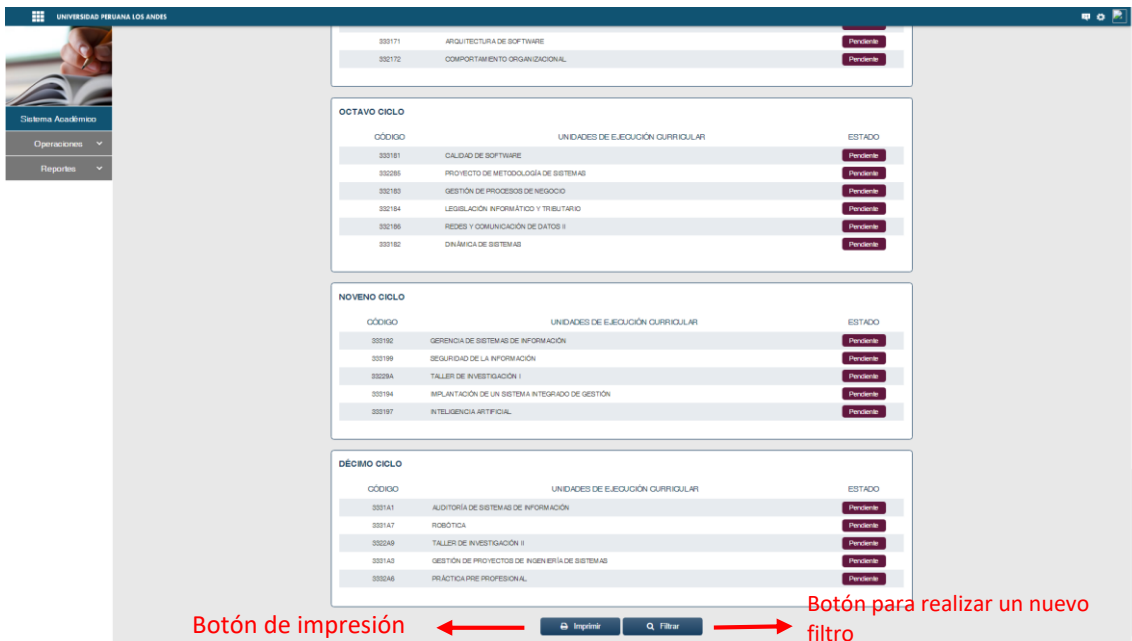 UNIVERSIDAD PERUANA LOS ANDES
Sistema Académico
Operaciones
Reportes
333171 ARQUITECTURA DE SOFTWARE Pendiente
332172 COMPORTAMIENTO ORGANIZACIONAL Pendiente
OCTAVO CICLO
CÓDIGO UNIDADES DE EJECUCIÓN CURRICULAR ESTADO
333181 CALIDAD DE SOFTWARE Pendiente
332285 PROYECTO DE METODOLOGÍA DE SISTEMAS Pendiente
332183 GESTIÓN DE PROCESOS DE NEGOCIO Pendiente
332184 LEGISLACIÓN INFORMÁTICO Y TRIBUTARIO Pendiente
332186 REDES Y COMUNICACIÓN DE DATOS II Pendiente
333182 DINÁMICA DE SISTEMAS Pendiente
NOVENO CICLO
CÓDIGO UNIDADES DE EJECUCIÓN CURRICULAR ESTADO
333192 GERENCIA DE SISTEMAS DE INFORMACIÓN Pendiente
333199 SEGURIDAD DE LA INFORMACIÓN Pendiente
33229A TALLER DE INVESTIGACIÓN I Pendiente
333194 IMPLANTACIÓN DE UN SISTEMA INTEGRADO DE GESTIÓN Pendiente
333197 INTELIGENCIA ARTIFICIAL Pendiente
DÉCIMO CICLO
CÓDIGO UNIDADES DE EJECUCIÓN CURRICULAR ESTADO
3331A1 AUDITORÍA DE SISTEMAS DE INFORMACIÓN Pendiente
3331A7 ROBÓTICA Pendiente
3322A9 TALLER DE INVESTIGACIÓN II Pendiente
3331A3 GESTIÓN DE PROYECTOS DE INGENIERÍA DE SISTEMAS Pendiente
3332A6 PRÁCTICA PRE PROFESIONAL Pendiente
Botón de impresión
Imprimir
Filtrar
Botón para realizar un nuevo
filtro